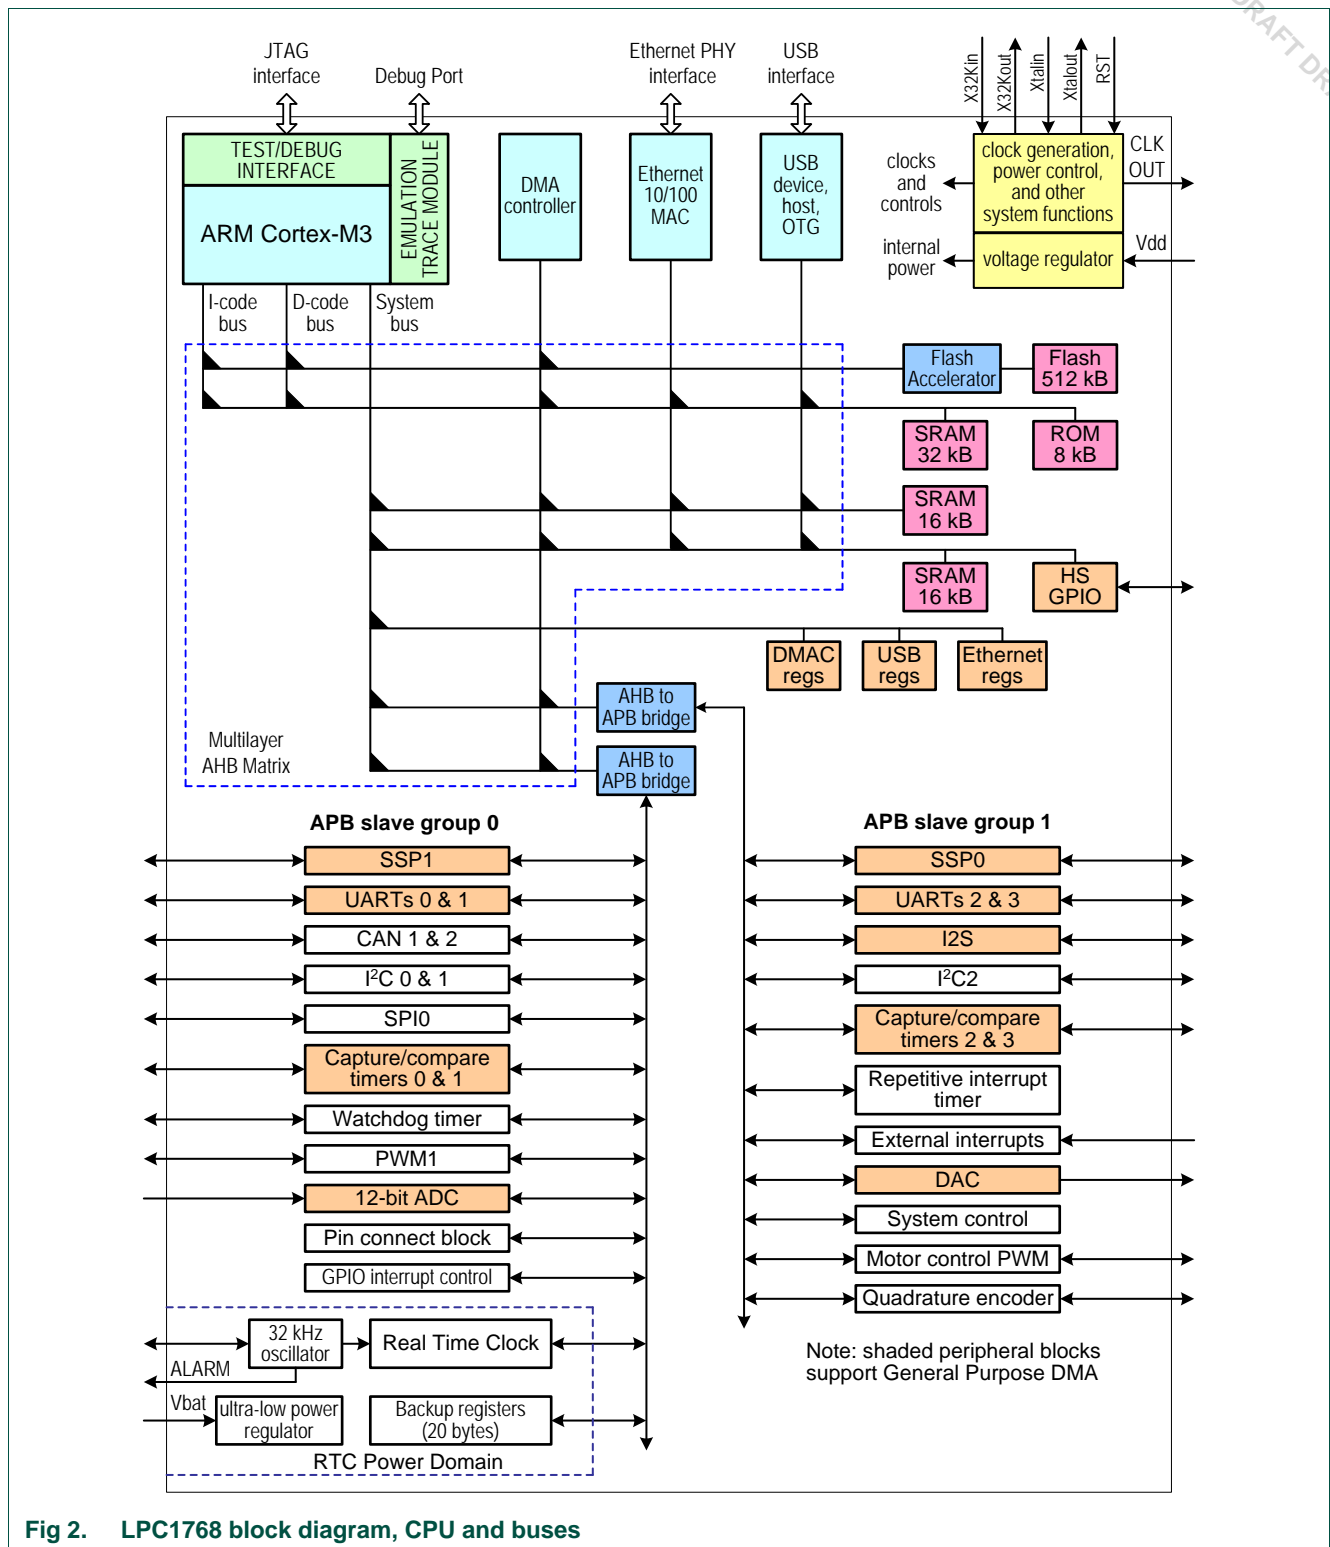 DRAFT DRA
JTAG
interface
Debug Port
Ethernet PHY
interface
USB
interface
X32Kin
X32Kout
Xtalin
Xtalout
RST
TEST/DEBUG
INTERFACE
ARM Cortex-M3
EMULATION
TRACE MODULE
DMA
controller
Ethernet
10/100
MAC
USB
device,
host,
OTG
clocks
and
controls
clock generation,
power control,
and other
system functions
CLK
OUT
internal
power
voltage regulator
Vdd
I-code
bus
D-code
bus
System
bus
Flash
Accelerator
Flash
512 kB
SRAM
32 kB
ROM
8 kB
SRAM
16 kB
SRAM
16 kB
HS
GPIO
DMAC
regs
USB
regs
Ethernet
regs
AHB to
APB bridge
Multilayer
AHB Matrix
AHB to
APB bridge
APB slave group 0
SSP1
UARTs 0 & 1
CAN 1 & 2
I²C 0 & 1
SPI0
Capture/compare
timers 0 & 1
Watchdog timer
PWM1
12-bit ADC
Pin connect block
GPIO interrupt control
APB slave group 1
SSP0
UARTs 2 & 3
I2S
I²C2
Capture/compare
timers 2 & 3
Repetitive interrupt
timer
External interrupts
DAC
System control
Motor control PWM
Quadrature encoder
32 kHz
oscillator
Real Time Clock
ALARM
Vbat
ultra-low power
regulator
Backup registers
(20 bytes)
RTC Power Domain
Note: shaded peripheral blocks
support General Purpose DMA
Fig 2. LPC1768 block diagram, CPU and buses